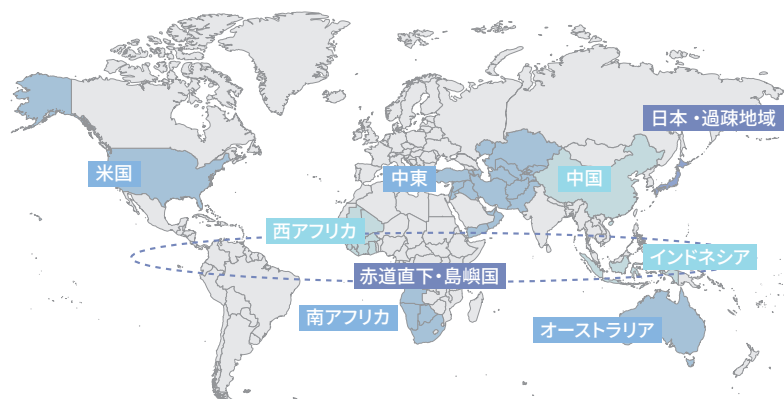 日本・過疎地域
米国
中東
中国
西アフリカ
インドネシア
赤道直下・島嶼国
南アフリカ
オーストラリア